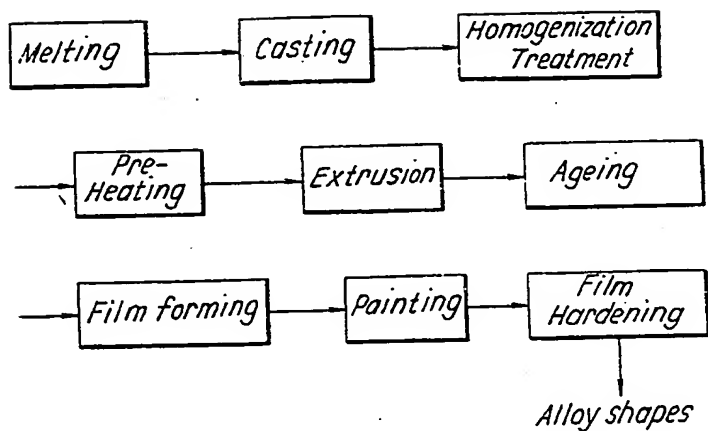 Melting
Casting
Homogenization
Treatment
Pre-
Heating
Extrusion
Ageing
Film forming
Painting
Film
Hardening
Alloy shapes